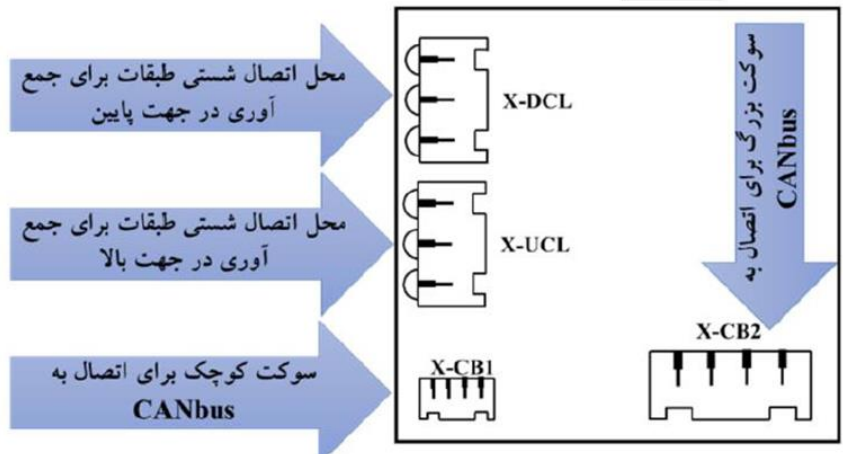 محل اتصال شستی طبقات برای جمع
آوری در جهت پایین
X-DCL
سوکت بزرگ برای اتصال به
CANbus
محل اتصال شستی طبقات برای جمع
آوری در جهت بالا
X-UCL
X-CB2
سوکت کوچک برای اتصال به
CANbus
X-CB1